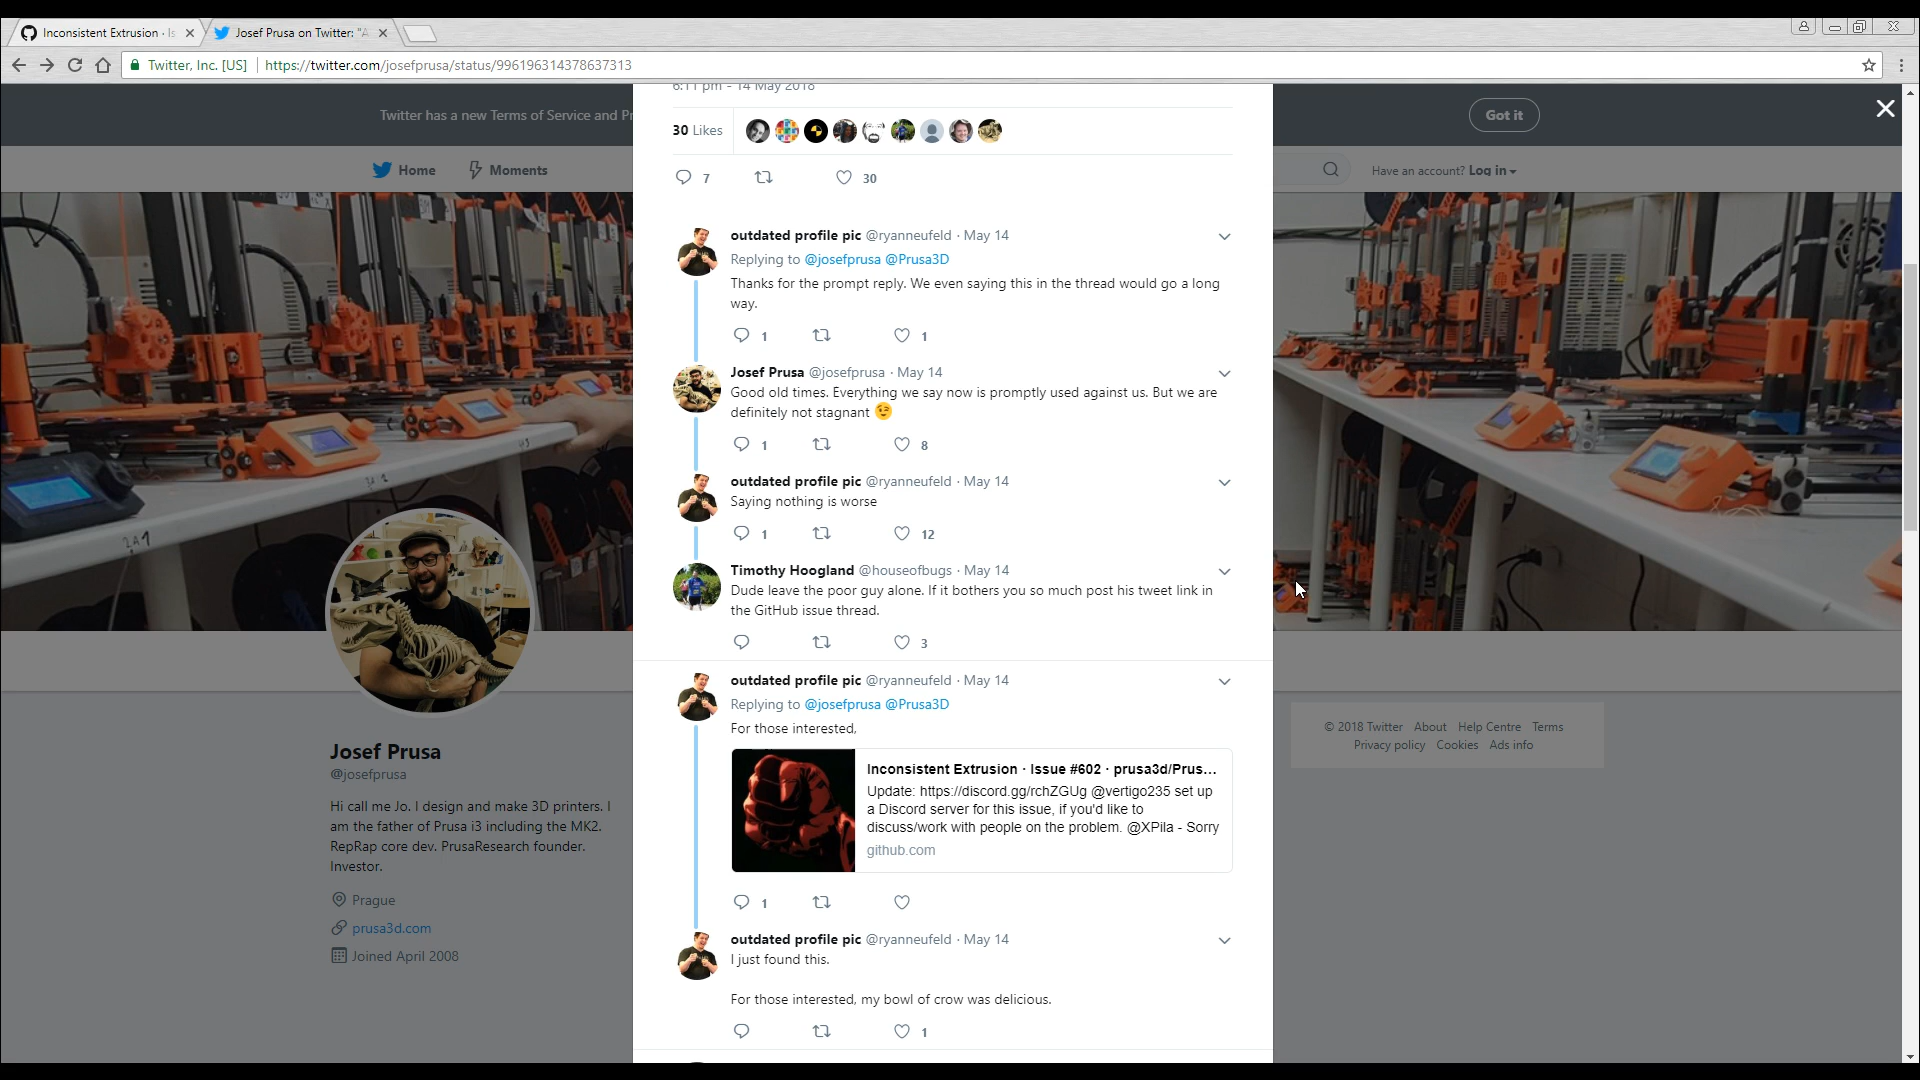 Inconsistent Extrusion · Is
Josef Prusa on Twitter: "A
Twitter, Inc. [US]
https://twitter.com/josefprusa/status/996196314378637313
6:11 pm - 14 May 2018
Twitter has a new Terms of Service and Pr
Got it
30 Likes
Home
Moments
Have an account? Log in
7
30
outdated profile pic @ryanneufeld · May 14
Replying to @josefprusa @Prusa3D
Thanks for the prompt reply. We even saying this in the thread would go a long
way.
1
1
Josef Prusa @josefprusa · May 14
Good old times. Everything we say now is promptly used against us. But we are
definitely not stagnant 😉
1
8
outdated profile pic @ryanneufeld · May 14
Saying nothing is worse
1
12
2A1
Timothy Hoogland @houseofbugs · May 14
Dude leave the poor guy alone. If it bothers you so much post his tweet link in
the GitHub issue thread.
3
outdated profile pic @ryanneufeld · May 14
Replying to @josefprusa @Prusa3D
For those interested,
Inconsistent Extrusion · Issue #602 · prusa3d/Prus...
Update: https://discord.gg/rchZGUg @vertigo235 set up
a Discord server for this issue, if you'd like to
discuss/work with people on the problem. @XPila - Sorry
github.com
1
outdated profile pic @ryanneufeld · May 14
I just found this.
For those interested, my bowl of crow was delicious.
1
Josef Prusa
@josefprusa
Hi call me Jo. I design and make 3D printers. I
am the father of Prusa i3 including the MK2.
RepRap core dev. PrusaResearch founder.
Investor.
Prague
prusa3d.com
Joined April 2008
© 2018 Twitter About Help Centre Terms
Privacy policy Cookies Ads info